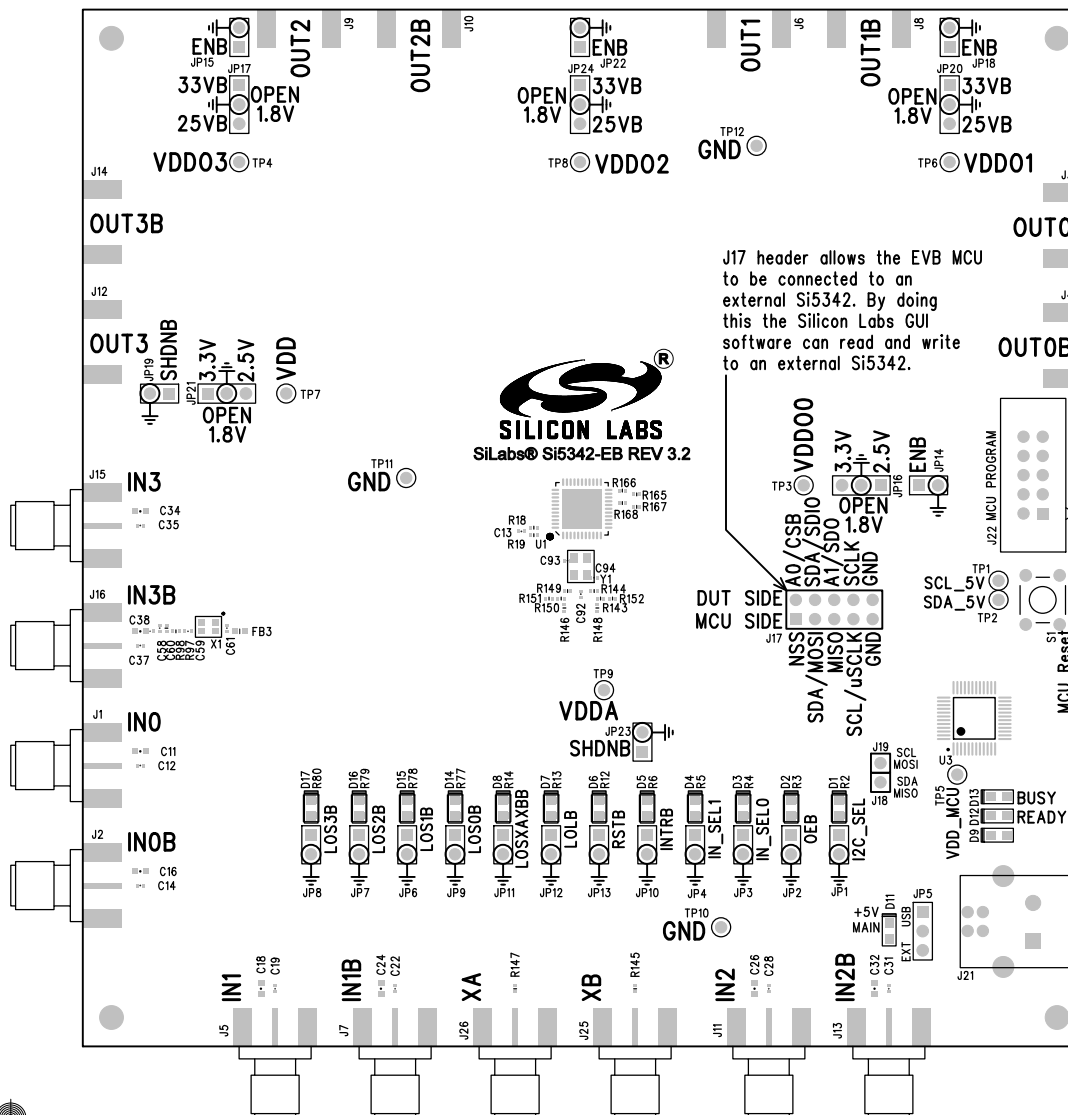 OUT2
J9
OUT2B
J10
OUT1
J6
OUT1B
J8
ENB
JP15
ENB
JP22
ENB
JP18
JP17
33VB
OPEN
1.8V
25VB
JP24
33VB
OPEN
1.8V
25VB
JP20
33VB
OPEN
1.8V
25VB
TP12
GND
VDDO3 TP4
TP8 VDDO2
TP6 VDDO1
J14
OUT3B
J12
OUT3
OUT0
OUT0B
J17 header allows the EVB MCU
to be connected to an
external Si5342. By doing
this the Silicon Labs GUI
software can read and write
to an external Si5342.
JP19
SHDNB
JP21
3.3V
2.5V
OPEN
1.8V
VDD
TP7
®
SILICON LABS
SiLabs® Si5342-EB REV 3.2
TP11
GND
TP3
VDDO0
3.3V
2.5V
JP16
OPEN
1.8V
ENB
JP14
J22 MCU PROGRAM
J15
IN3
C34
C35
R166
R165
R167
R168
R18
C13
R19
U1
C93
C94
Y1
R149
R151
R150
R146
C92
R144
R152
R143
R148
A0/CSB
SDA/SDIO
A1/SDO
SCLK
GND
DUT SIDE
MCU SIDE
J17
NSS
SDA/MOSI
MISO
SCL/uSCLK
GND
TP1
SCL_5V
SDA_5V
TP2
S1
MCU Reset
J16
IN3B
C38
C37
C58
C60
R98
R97
C59
X1
C61
FB3
TP9
VDDA
JP23
SHDNB
J1
IN0
C11
C12
J19 SCL
MOSI
SDA
J18 MISO
U3
TP5
VDD_MCU
D13 BUSY
D12 READY
D9
J2
IN0B
C16
C14
D17 R80 LOS3B JP8
D16 R79 LOS2B JP7
D15 R78 LOS1B JP6
D14 R77 LOS0B JP9
D8 R14 LOSXAXBB JP11
D7 R13 LOLB JP12
D6 R12 RSTB JP13
D5 R6 INTRB JP10
D4 R5 IN_SEL1 JP4
D3 R4 IN_SEL0 JP3
D2 R3 OEB JP2
D1 R2 I2C_SEL JP1
TP10
GND
+5V
MAIN
D11
JP5
USB
EXT
J21
IN1
C18
C19
J5
IN1B
C24
C22
J7
XA
R147
J26
XB
R145
J25
IN2
C26
C28
J11
IN2B
C32
C31
J13